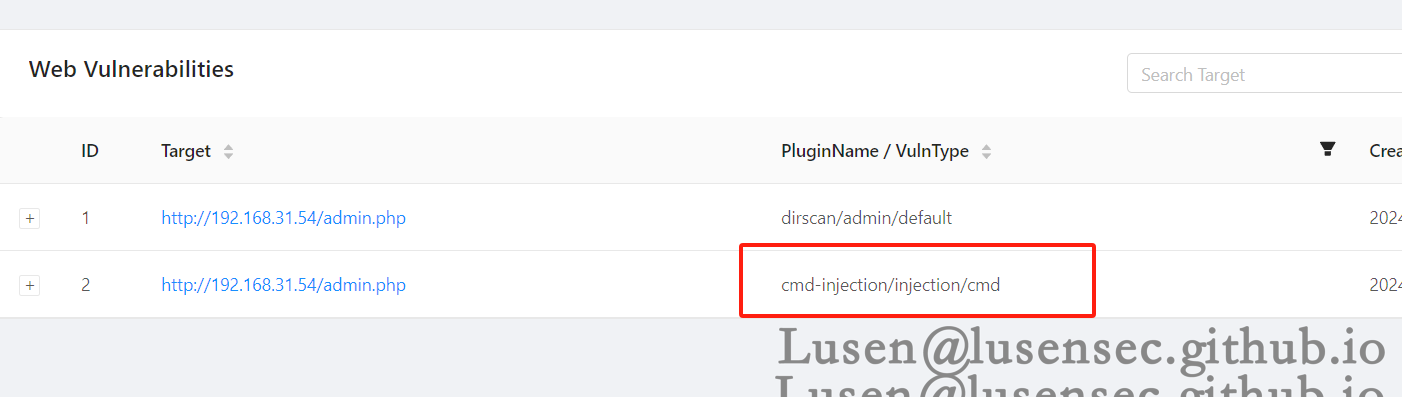 Web Vulnerabilities
Search Target
ID Target PluginName / VulnType Crea
+ 1 http://192.168.31.54/admin.php dirscan/admin/default 2024
+ 2 http://192.168.31.54/admin.php cmd-injection/injection/cmd 2024
Lusen@lusensec.github.io
Lusen@lusensec.github.io